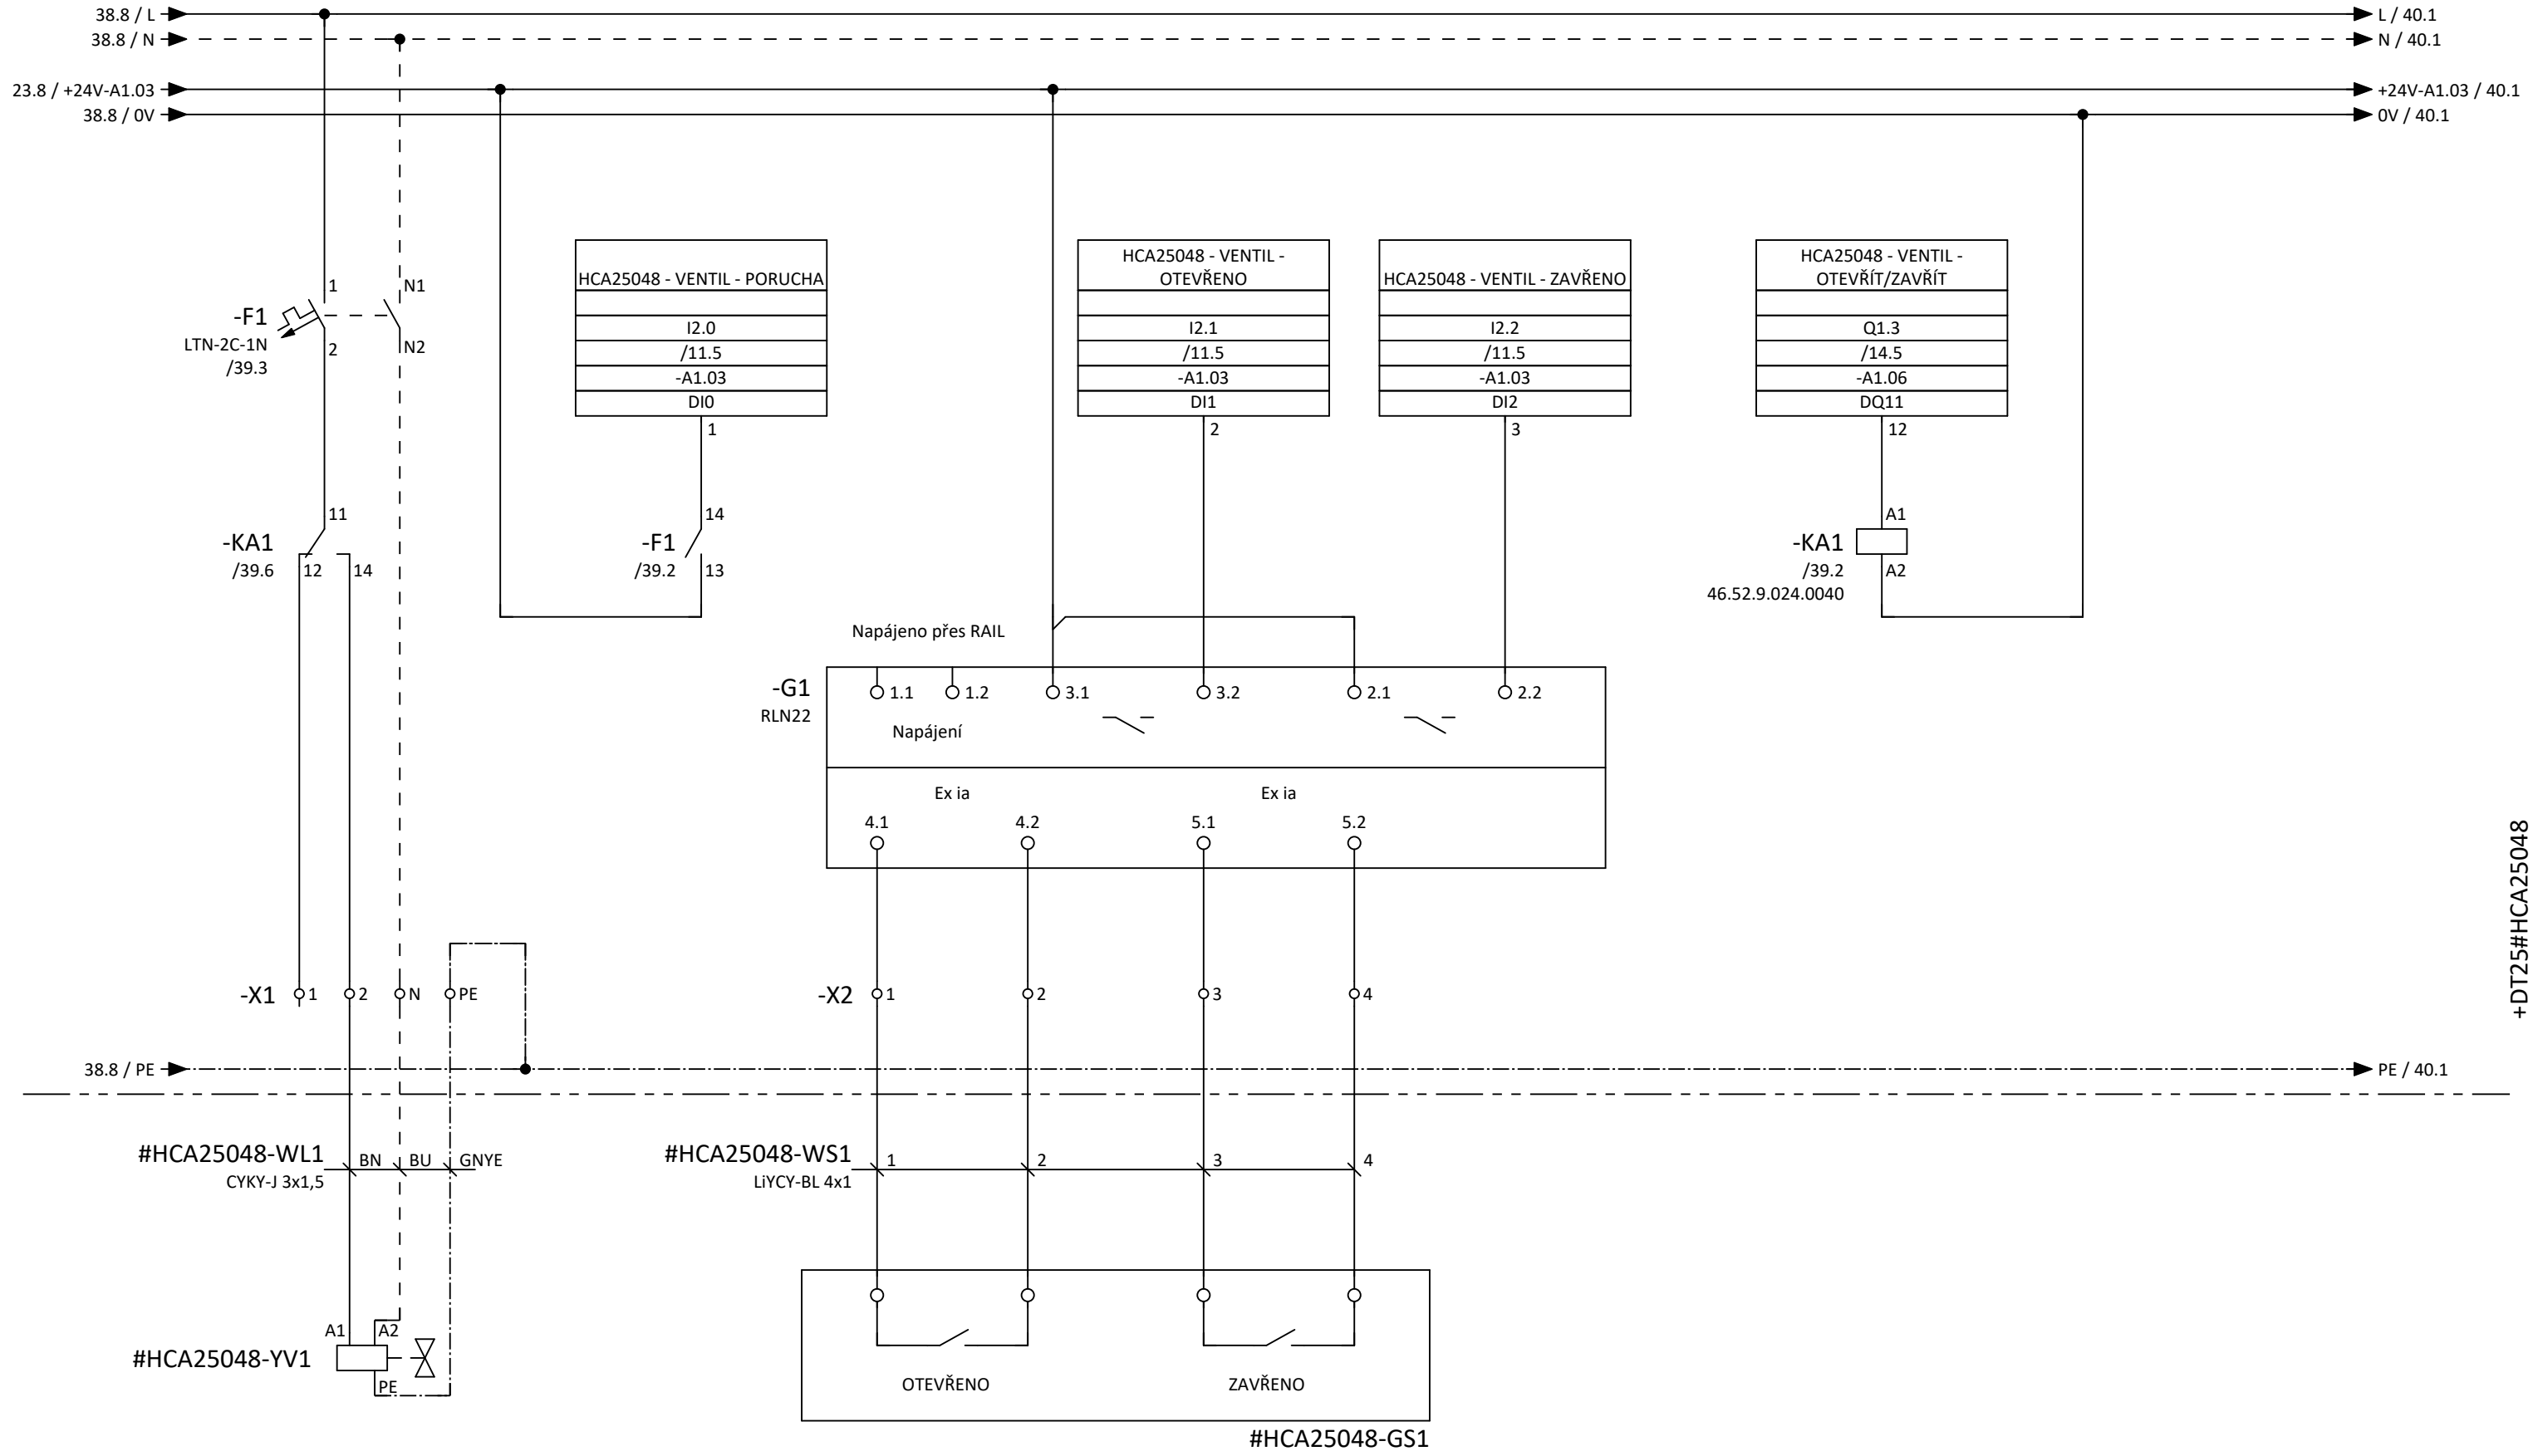 38.8 / L
L / 40.1
38.8 / N
N / 40.1
23.8 / +24V-A1.03
+24V-A1.03 / 40.1
38.8 / 0V
0V / 40.1
HCA25048 - VENTIL - PORUCHA
I2.0
/11.5
-A1.03
DI0
1
HCA25048 - VENTIL -
OTEVŘENO
I2.1
/11.5
-A1.03
DI1
2
HCA25048 - VENTIL - ZAVŘENO
I2.2
/11.5
-A1.03
DI2
3
HCA25048 - VENTIL -
OTEVŘÍT/ZAVŘÍT
Q1.3
/14.5
-A1.06
DQ11
12
1
N1
-F1
LTN-2C-1N
2
N2
/39.3
11
-KA1
/39.6
12
14
14
-F1
/39.2
13
A1
-KA1
/39.2
A2
46.52.9.024.0040
Napájeno přes RAIL
-G1
RLN22
1.1
1.2
3.1
3.2
2.1
2.2
Napájení
Ex ia
Ex ia
4.1
4.2
5.1
5.2
+DT25#HCA25048
-X1
1
2
N
PE
-X2
1
2
3
4
38.8 / PE
PE / 40.1
#HCA25048-WL1
CYKY-J 3x1,5
BN
BU
GNYE
#HCA25048-WS1
LiYCY-BL 4x1
1
2
3
4
A1
A2
#HCA25048-YV1
PE
OTEVŘENO
ZAVŘENO
#HCA25048-GS1